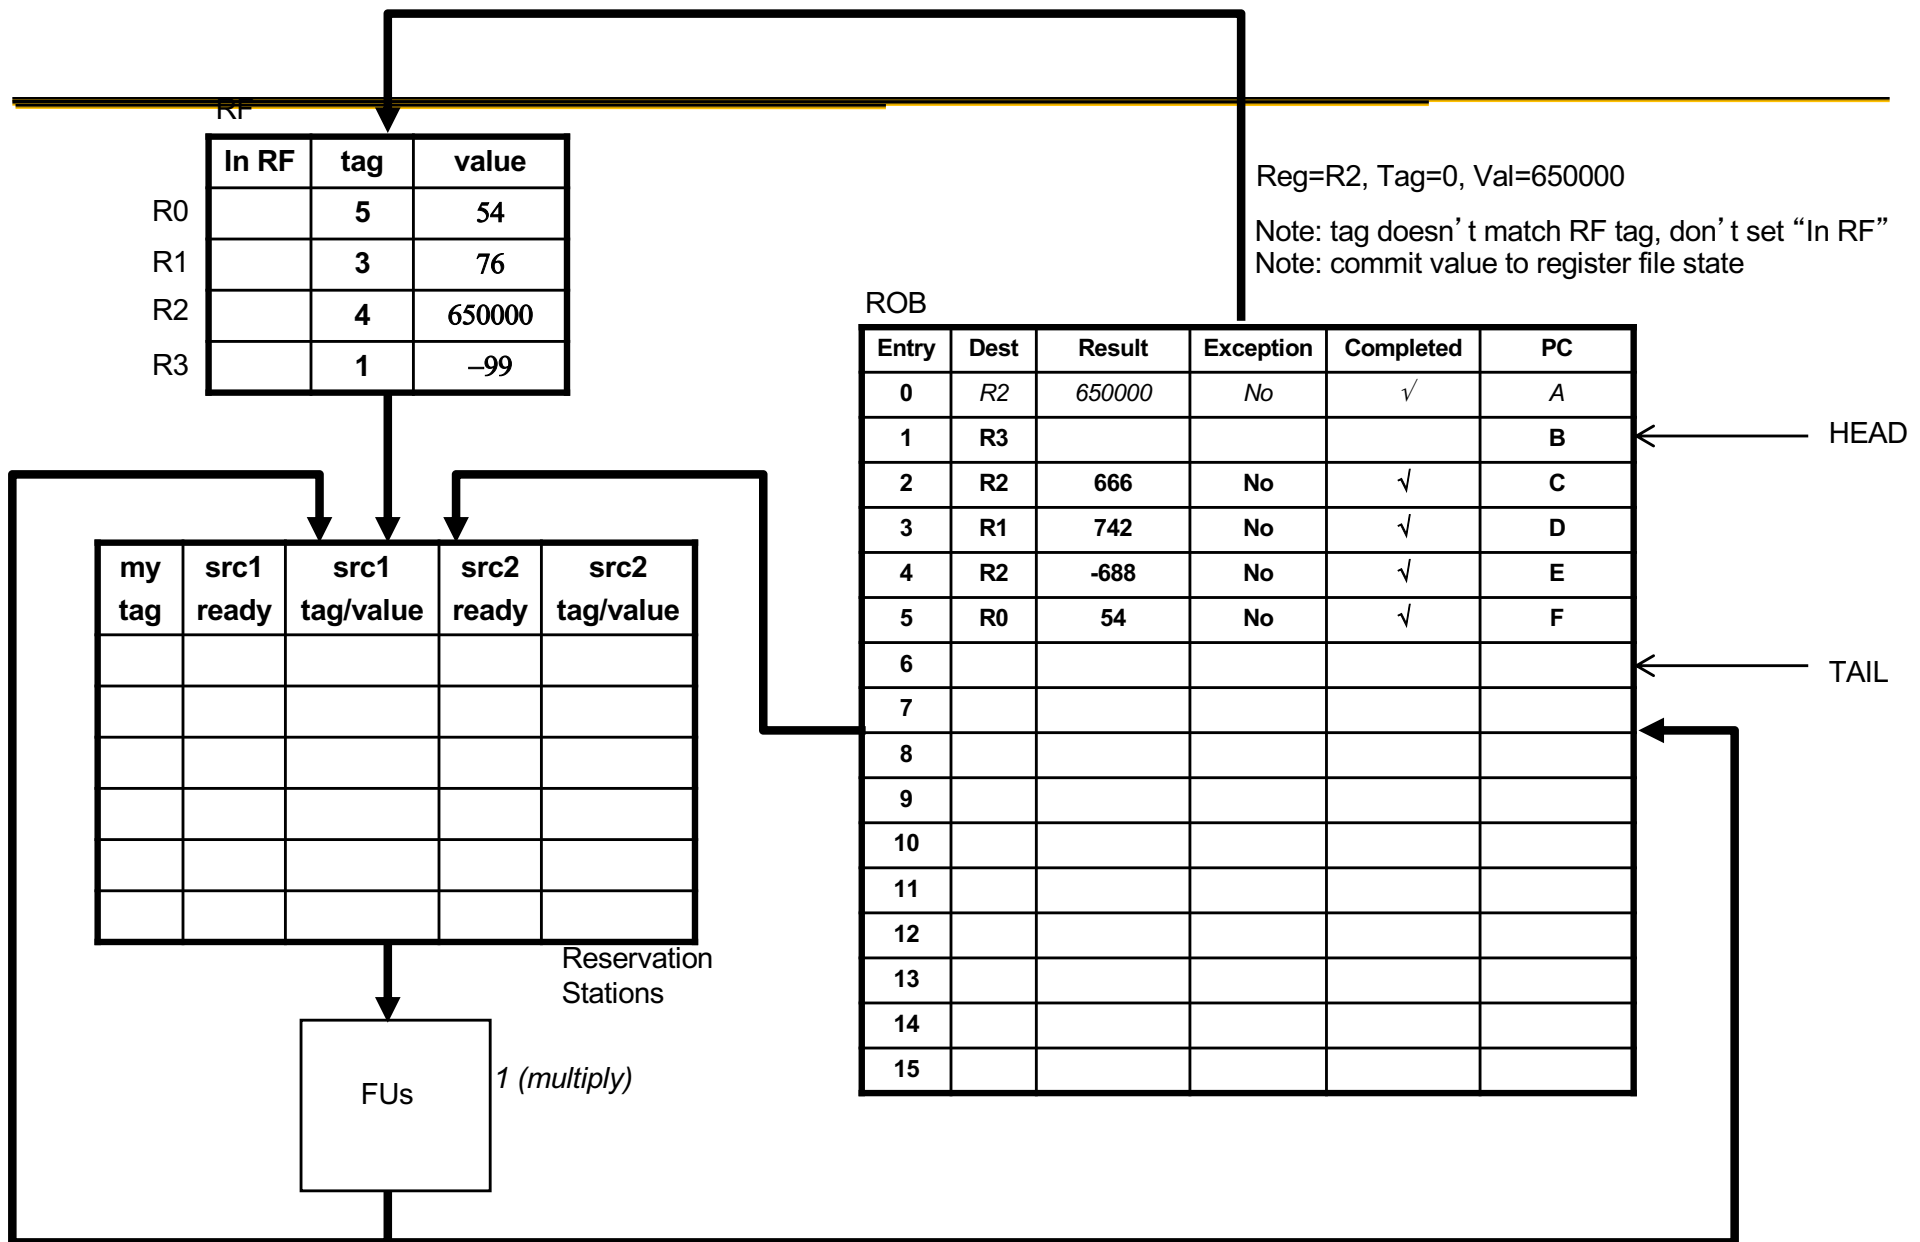 RF
In RF tag value
R0 5 54
R1 3 76
R2 4 650000
R3 1 –99
Reg=R2, Tag=0, Val=650000
Note: tag doesn’t match RF tag, don’t set “In RF”
Note: commit value to register file state
ROB
Entry Dest Result Exception Completed PC
0 R2 650000 No √ A
1 R3 B
HEAD
2 R2 666 No √ C
3 R1 742 No √ D
4 R2 -688 No √ E
5 R0 54 No √ F
6
TAIL
7
8
9
10
11
12
13
14
15
my src1 src1 src2 src2
tag ready tag/value ready tag/value
Reservation
Stations
FUs
1 (multiply)